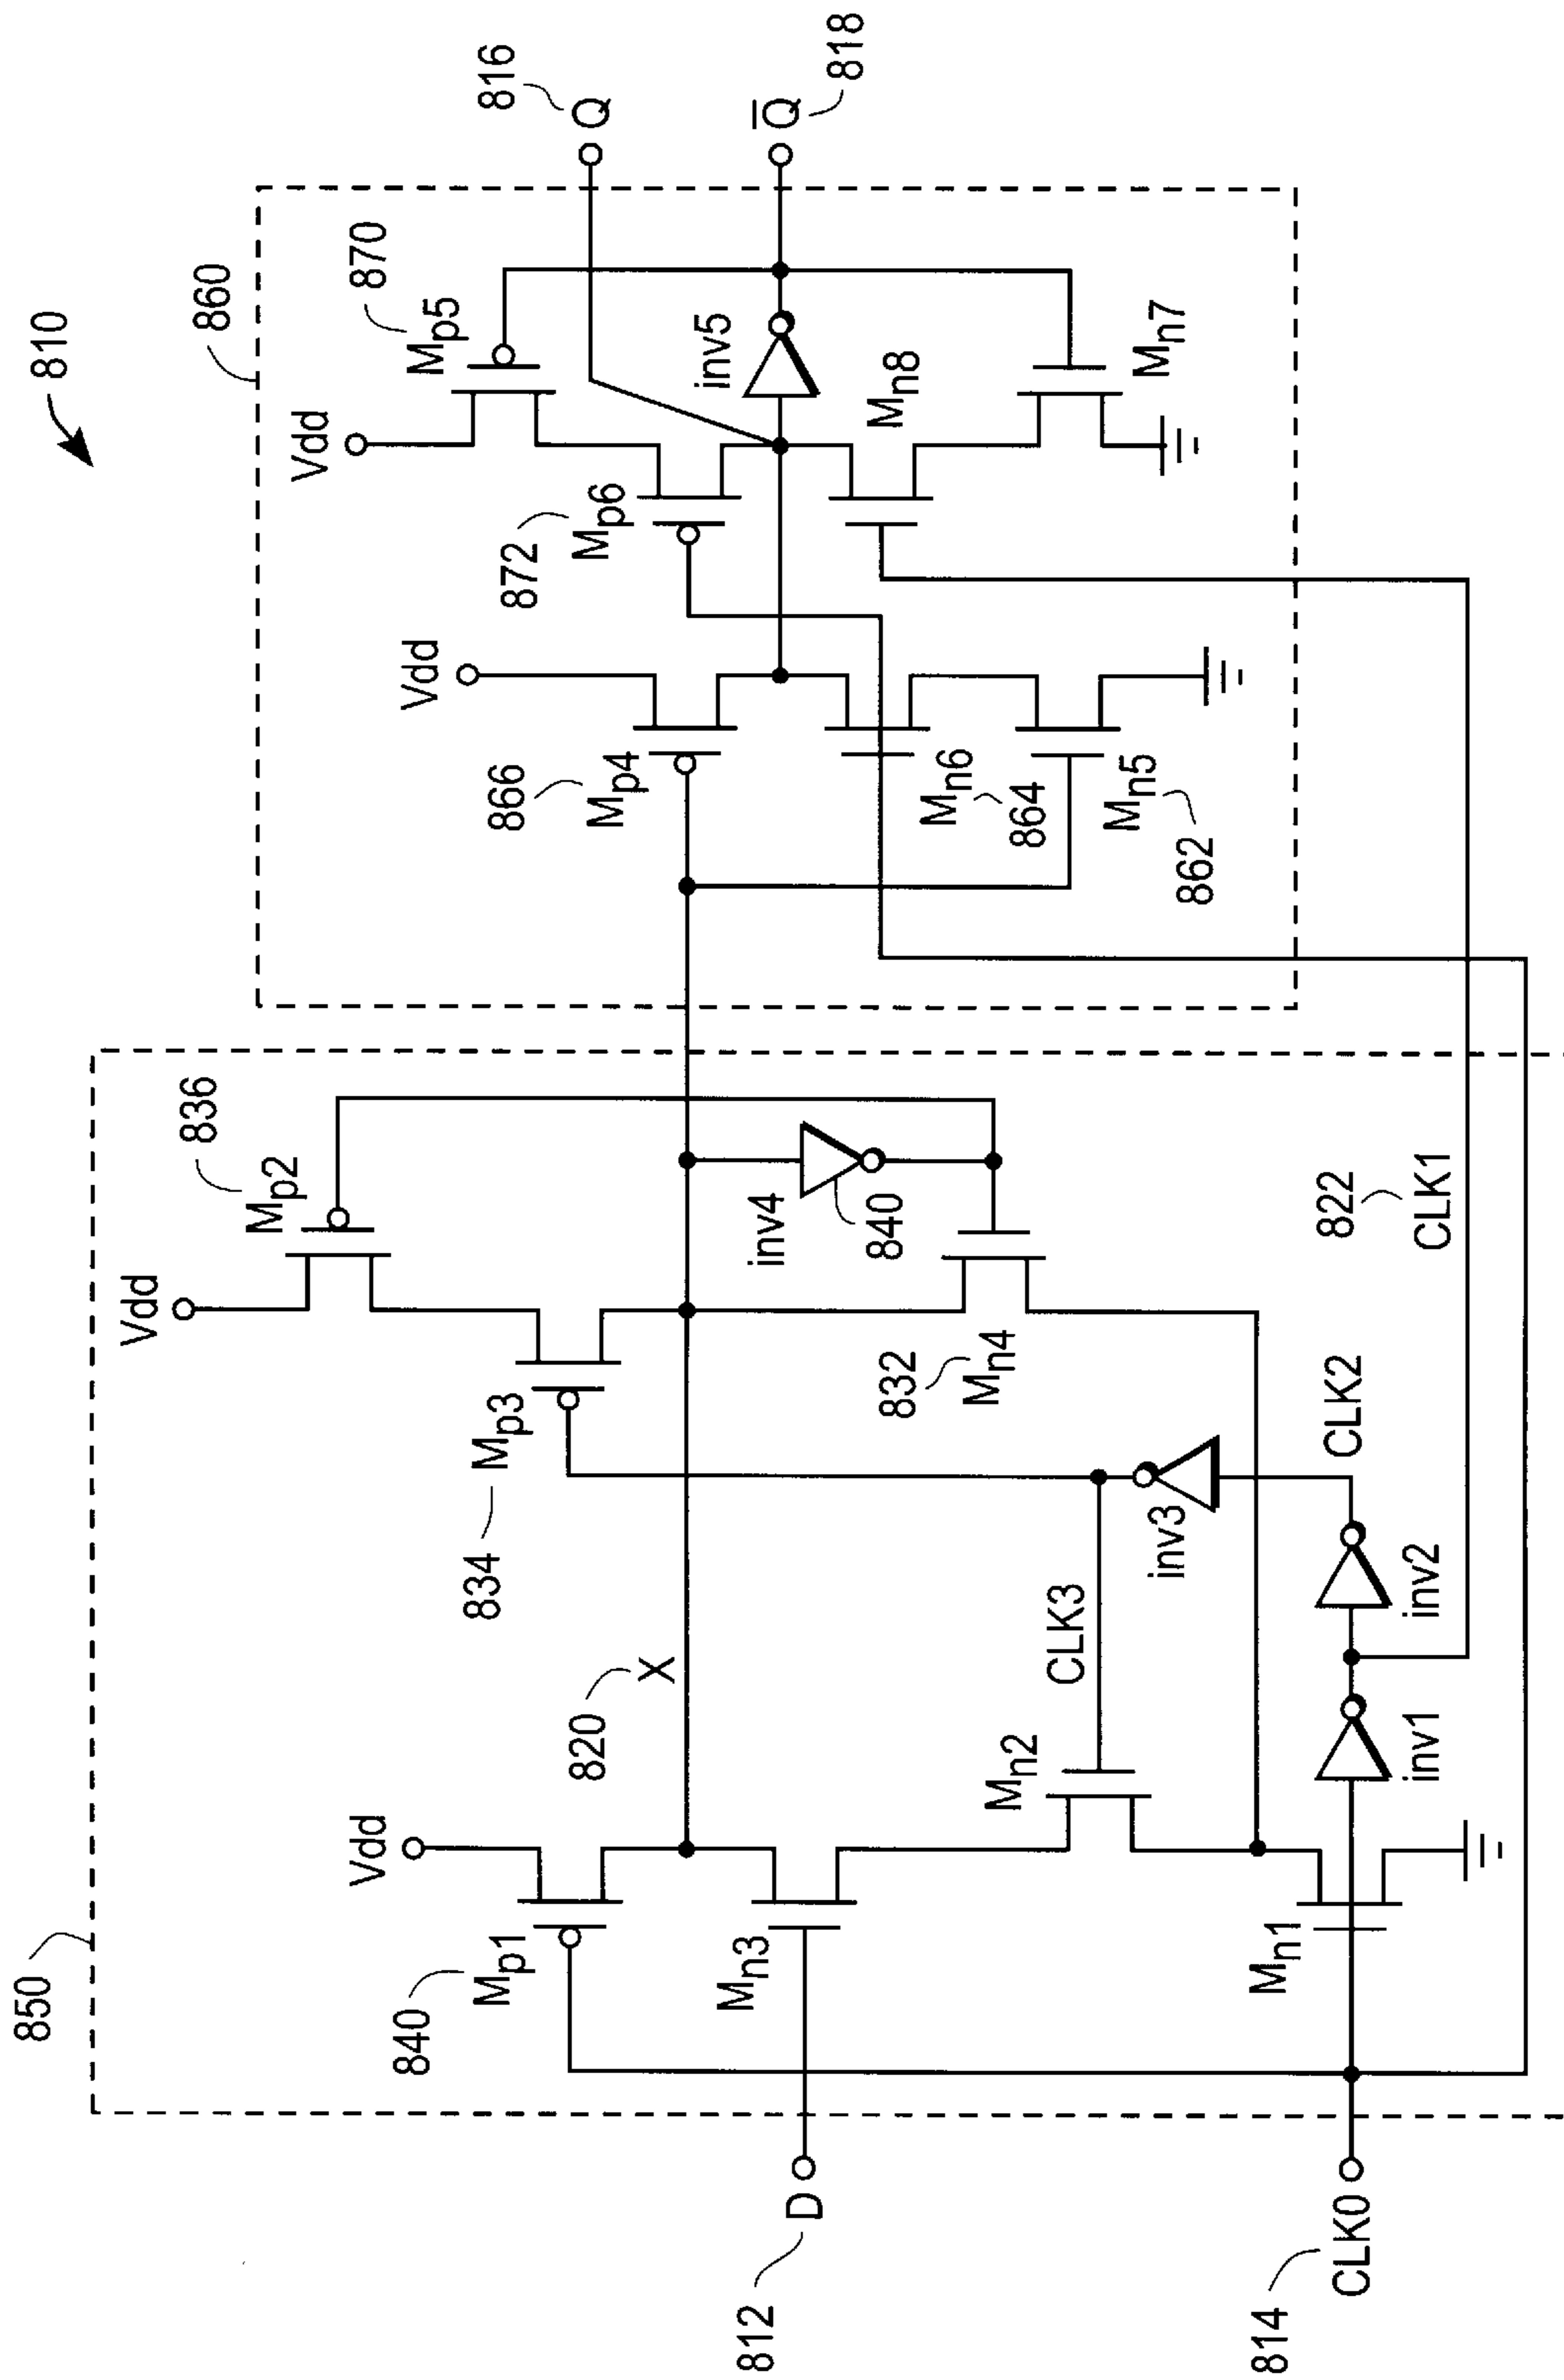 810
860
870
Mp5
Vdd
816
Q
Q̅
818
inv5
872
Mp6
Mn8
Mn7
Vdd
866
Mp4
Mn6
864
Mn5
862
850
836
Mp2
Vdd
inv4
840
834
Mp3
832
Mn4
822
CLK1
CLK2
inv3
CLK3
inv2
inv1
820
X
Vdd
840
Mp1
Mn3
Mn2
Mn1
812
D
814
CLK0